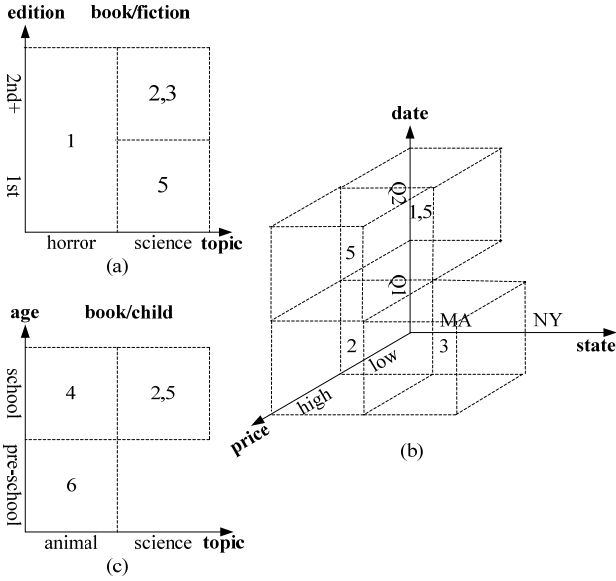 edition book/fiction
2nd+
2,3
1
1st
5
horror science topic
(a)
date
Q2
1,5
5
Q1
MA NY
state
2
3
low
high
price
(b)
age book/child
school
4 2,5
pre-school
6
animal science topic
(c)